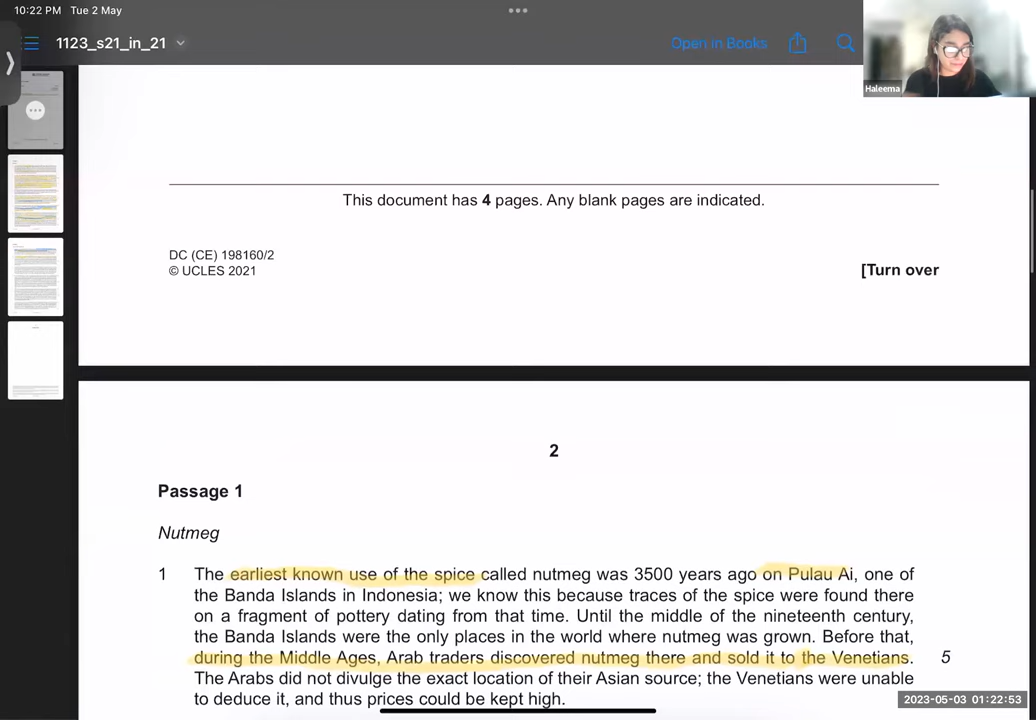 10:22 PM Tue 2 May
1123_s21_in_21
Open in Books
Haleema
This document has 4 pages. Any blank pages are indicated.
DC (CE) 198160/2
© UCLES 2021
[Turn over
2
Passage 1
Nutmeg
1 The earliest known use of the spice called nutmeg was 3500 years ago on Pulau Ai, one of
the Banda Islands in Indonesia; we know this because traces of the spice were found there
on a fragment of pottery dating from that time. Until the middle of the nineteenth century,
the Banda Islands were the only places in the world where nutmeg was grown. Before that,
during the Middle Ages, Arab traders discovered nutmeg there and sold it to the Venetians. 5
The Arabs did not divulge the exact location of their Asian source; the Venetians were unable
to deduce it, and thus prices could be kept high.
2023-05-03 01:22:53